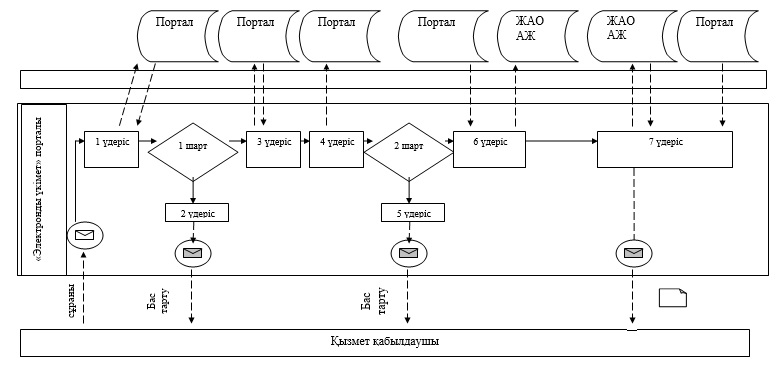 Портал
Портал
Портал
Портал
ЖАО
АЖ
ЖАО
АЖ
Портал
«Электронды үкімет» порталы
1 үдеріс
1 шарт
3 үдеріс
4 үдеріс
2 шарт
6 үдеріс
7 үдеріс
2 үдеріс
5 үдеріс
сұраны
Бас
тарту
Бас
тарту
Қызмет қабылдаушы